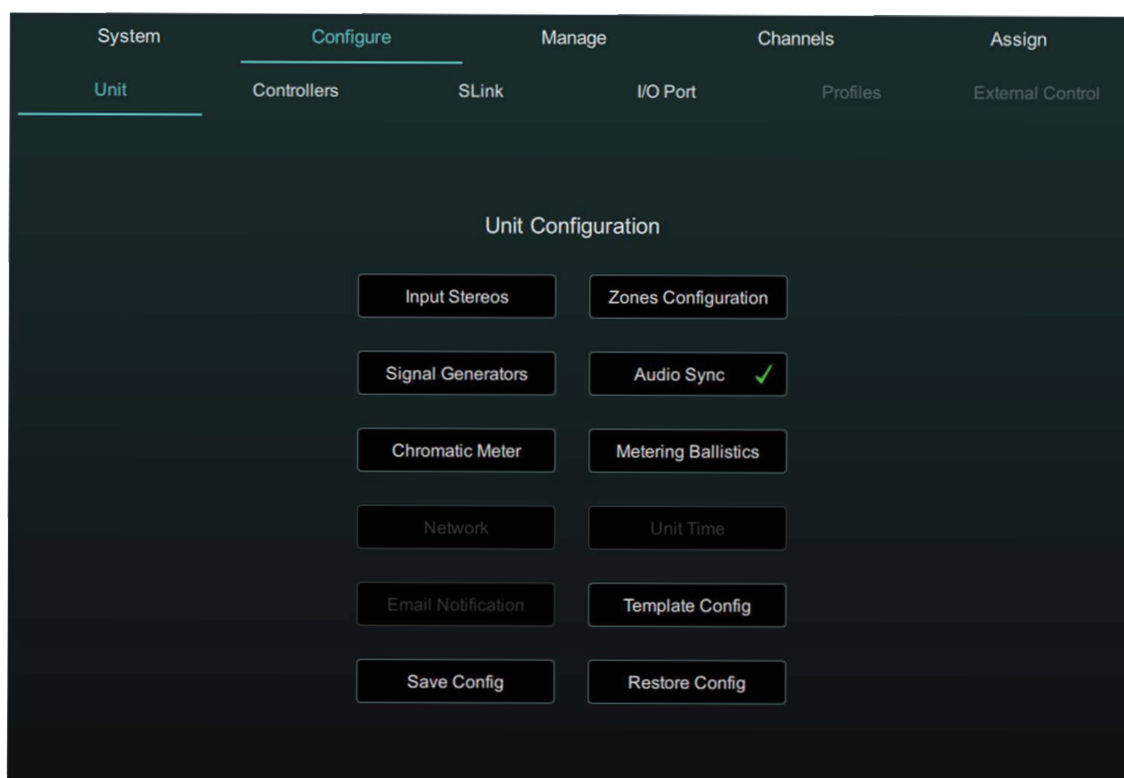 System Configure Manage Channels Assign
Unit Controllers SLink I/O Port Profiles External Control
Unit Configuration
Input Stereos Zones Configuration
Signal Generators Audio Sync
Chromatic Meter Metering Ballistics
Network Unit Time
Email Notification Template Config
Save Config Restore Config